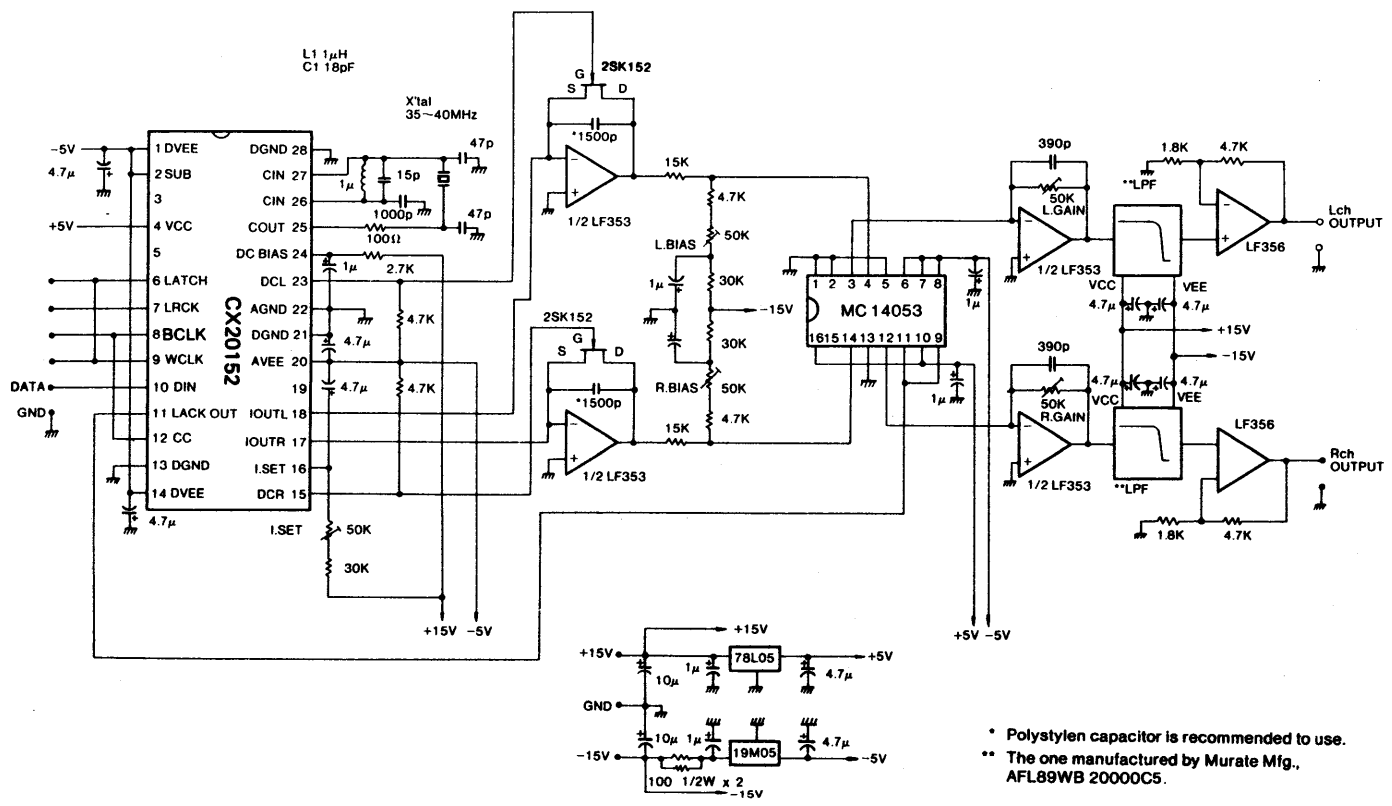 L1 1μH
C1 18pF
X'tal
35~40MHz
47p
1μ
15p
1000p
47p
100Ω
1μ
2.7K
-5V
4.7μ
+5V
DATA
GND
4.7μ
CX20152
1 DVEE
2 SUB
3
4 VCC
5
6 LATCH
7 LRCK
8 BCLK
9 WCLK
10 DIN
11 LACK OUT
12 CC
13 DGND
14 DVEE
DGND 28
CIN 27
CIN 26
COUT 25
DC BIAS 24
DCL 23
AGND 22
DGND 21
AVEE 20
19
IOUTL 18
IOUTR 17
I.SET 16
DCR 15
4.7μ
4.7μ
4.7K
4.7K
I.SET
50K
30K
+15V -5V
2SK152
G
S D
*1500p
-
+
1/2 LF353
2SK152
G
S D
*1500p
-
+
1/2 LF353
15K
4.7K
L.BIAS
50K
1μ
30K
-15V
30K
R.BIAS
50K
4.7K
15K
1 2 3 4 5 6 7 8
MC 14053
16 15 14 13 12 11 10 9
1μ
1μ
+5V -5V
390p
50K
L.GAIN
-
+
1/2 LF353
**LPF
1.8K
4.7K
-
+
LF356
Lch
OUTPUT
VCC
VEE
4.7μ
4.7μ
+15V
-15V
4.7μ
4.7μ
VCC
VEE
390p
50K
R.GAIN
-
+
1/2 LF353
**LPF
LF356
+
-
Rch
OUTPUT
1.8K
4.7K
+15V
+15V
10μ
1μ
78L05
4.7μ
+5V
GND
-15V
10μ
1μ
19M05
4.7μ
-5V
100 1/2W x 2
-15V
* Polystylen capacitor is recommended to use.
** The one manufactured by Murate Mfg.,
AFL89WB 20000C5.